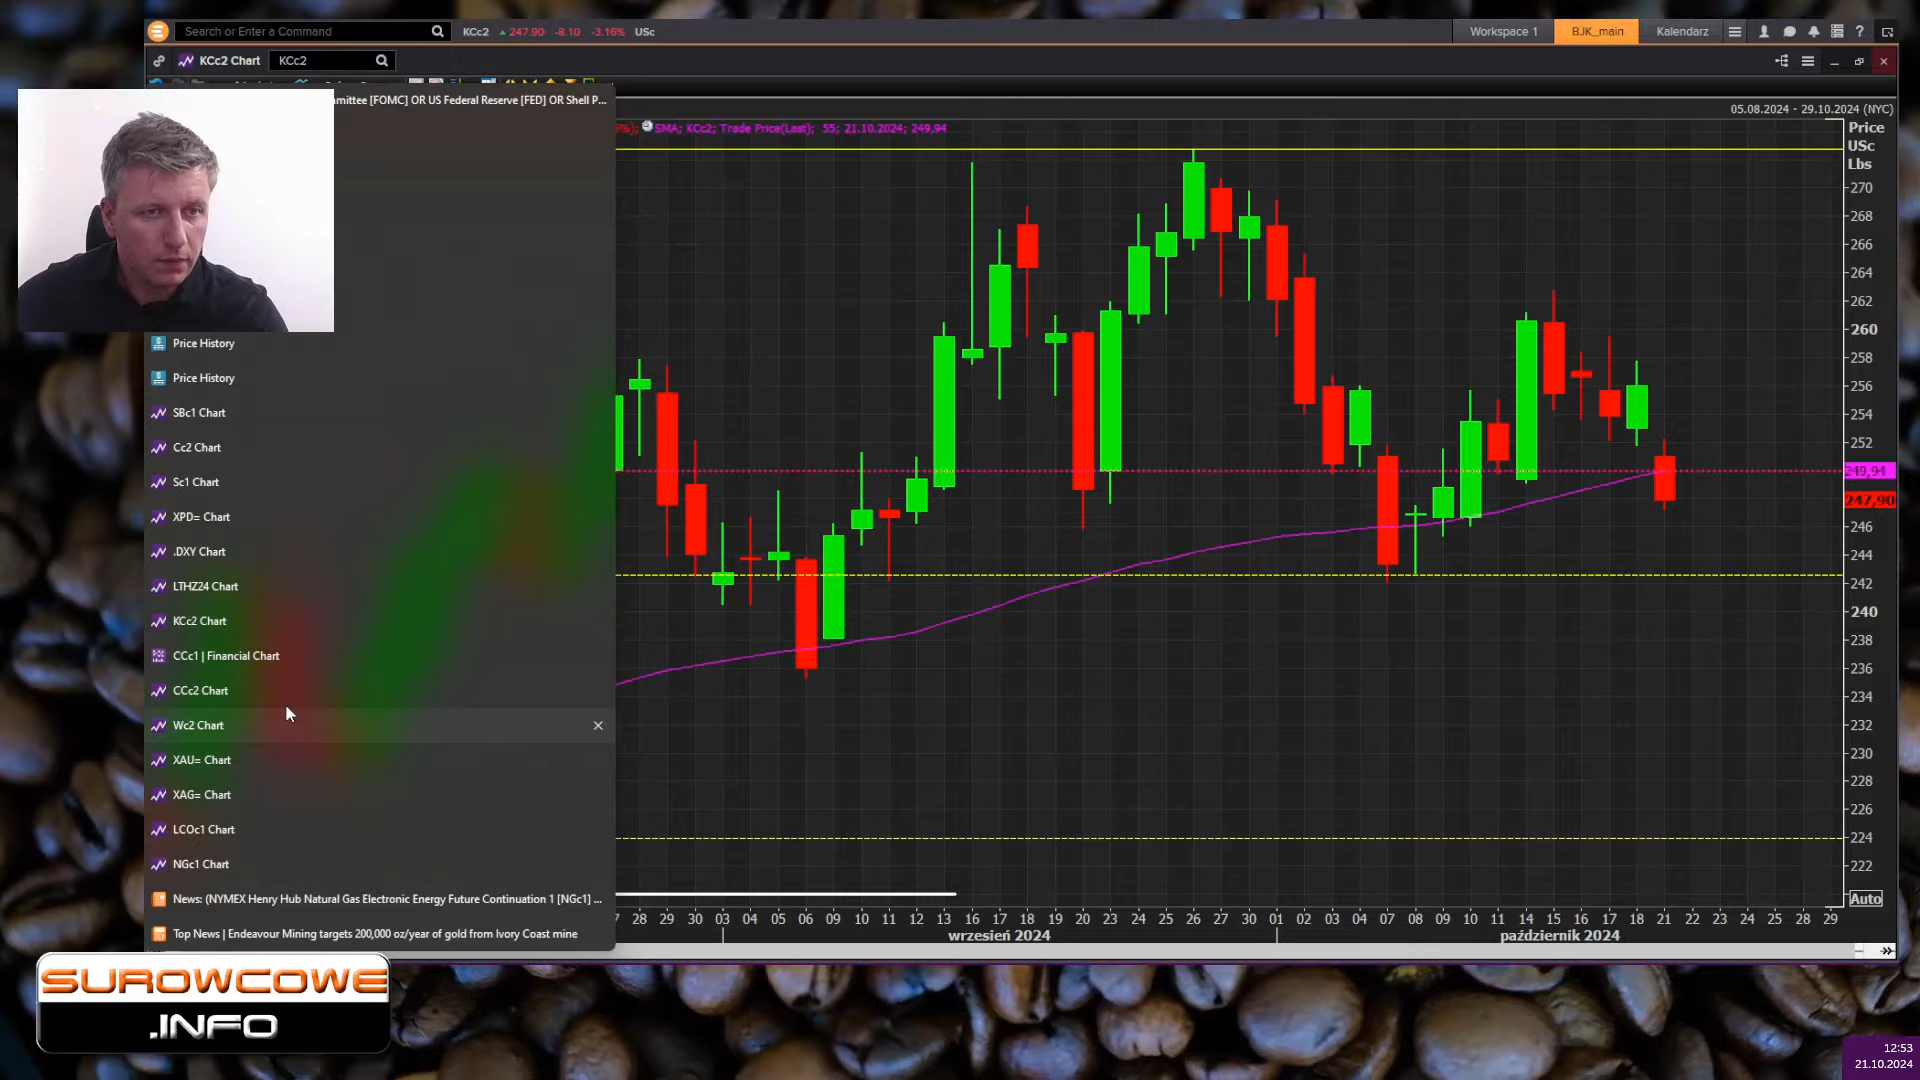 Search or Enter a Command
KCc2 247.90 -8.10 -3.16% USc
Workspace 1
BJK_main
Kalendarz
KCc2 Chart
KCc2
mittee [FOMC] OR US Federal Reserve [FED] OR Shell P...
05.08.2024 - 29.10.2024 (NYC)
SMA; KCc2; Trade Price(Last); 55; 21.10.2024; 249,94
Price
USc
Lbs
270
268
266
264
262
260
258
256
254
252
249,94
247,90
246
244
242
240
238
236
234
232
230
228
226
224
222
Auto
Price History
Price History
SBc1 Chart
Cc2 Chart
Sc1 Chart
XPD= Chart
.DXY Chart
LTHZ24 Chart
KCc2 Chart
CCc1 | Financial Chart
CCc2 Chart
Wc2 Chart
XAU= Chart
XAG= Chart
LCOc1 Chart
NGc1 Chart
News: (NYMEX Henry Hub Natural Gas Electronic Energy Future Continuation 1 [NGc1] ...
Top News | Endeavour Mining targets 200,000 oz/year of gold from Ivory Coast mine
28 29 30 03 04 05 06 09 10 11 12 13 16 17 18 19 20 23 24 25 26 27 30 01 02 03 04 07 08 09 10 11 14 15 16 17 18 21 22 23 24 25 28 29
wrzesień 2024
październik 2024
SUROWCOWE
.INFO
12:53
21.10.2024